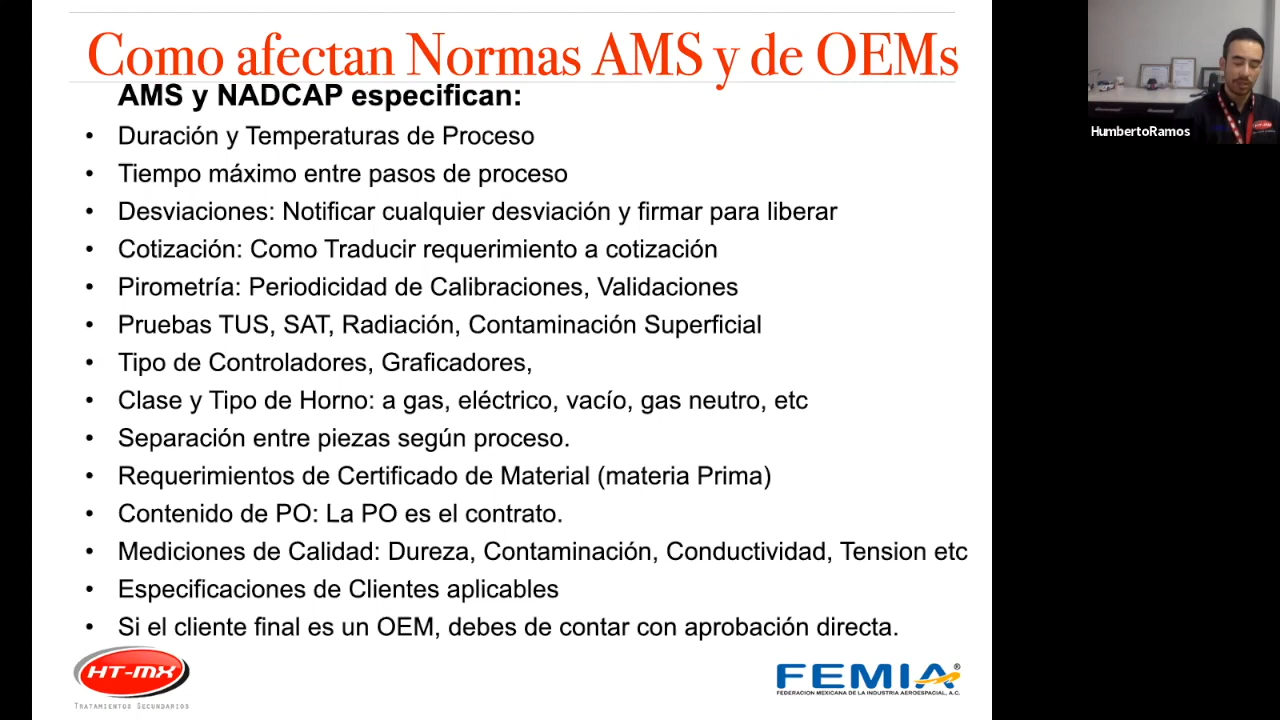 Como afectan Normas AMS y de OEMs
AMS y NADCAP especifican:
• Duración y Temperaturas de Proceso
• Tiempo máximo entre pasos de proceso
• Desviaciones: Notificar cualquier desviación y firmar para liberar
• Cotización: Como Traducir requerimiento a cotización
• Pirometría: Periodicidad de Calibraciones, Validaciones
• Pruebas TUS, SAT, Radiación, Contaminación Superficial
• Tipo de Controladores, Graficadores,
• Clase y Tipo de Horno: a gas, eléctrico, vacío, gas neutro, etc
• Separación entre piezas según proceso.
• Requerimientos de Certificado de Material (materia Prima)
• Contenido de PO: La PO es el contrato.
• Mediciones de Calidad: Dureza, Contaminación, Conductividad, Tension etc
• Especificaciones de Clientes aplicables
• Si el cliente final es un OEM, debes de contar con aprobación directa.
HT-MX
TRATAMIENTOS SECUNDARIOS
FEMIA®
FEDERACIÓN MEXICANA DE LA INDUSTRIA AEROESPACIAL, A.C.
HumbertoRamos
HT-MX